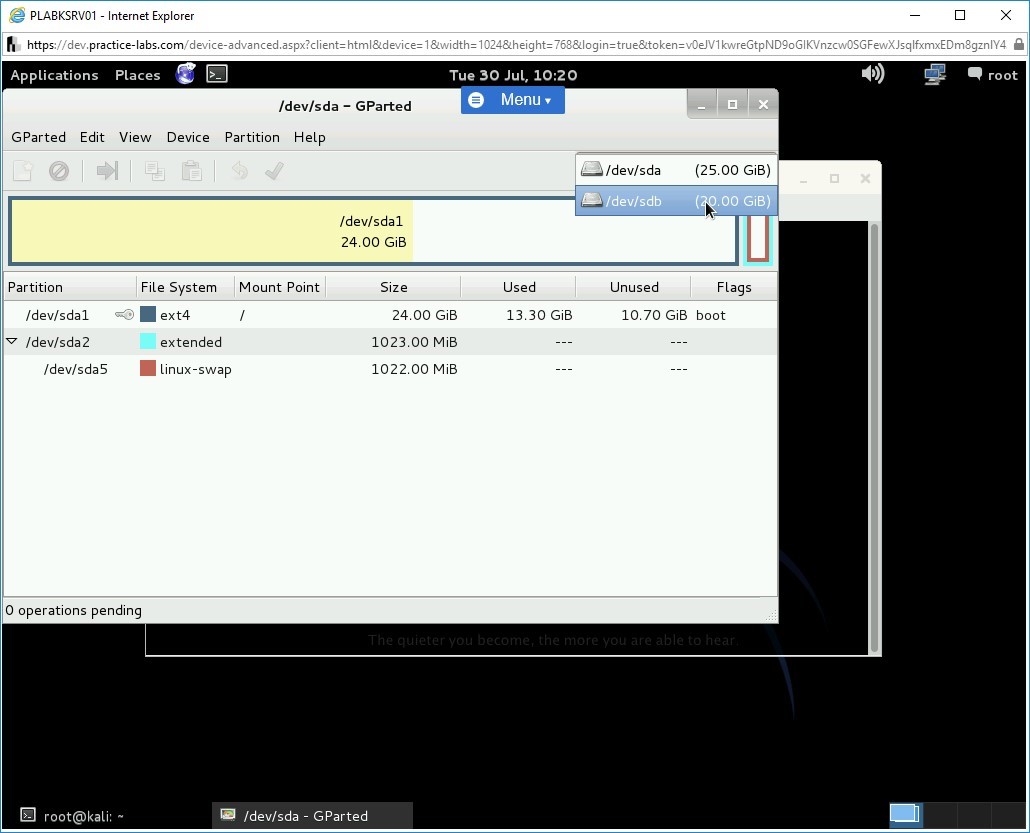 PLABKSRV01 - Internet Explorer
https://dev.practice-labs.com/device-advanced.aspx?client=html&device=1&width=1024&height=768&login=true&token=v0eJV1kwreGtpND9oGlKVnzcw0SGFewXJsqIfxmxEDm8gznIY4
Applications Places Tue 30 Jul, 10:20 root
/dev/sda - GParted Menu
GParted Edit View Device Partition Help
/dev/sda (25.00 GiB)
/dev/sdb (20.00 GiB)
/dev/sda1
24.00 GiB
Partition File System Mount Point Size Used Unused Flags
/dev/sda1 ext4 / 24.00 GiB 13.30 GiB 10.70 GiB boot
/dev/sda2 extended 1023.00 MiB --- ---
/dev/sda5 linux-swap 1022.00 MiB --- ---
0 operations pending
The quieter you become, the more you are able to hear.
root@kali: ~ /dev/sda - GParted